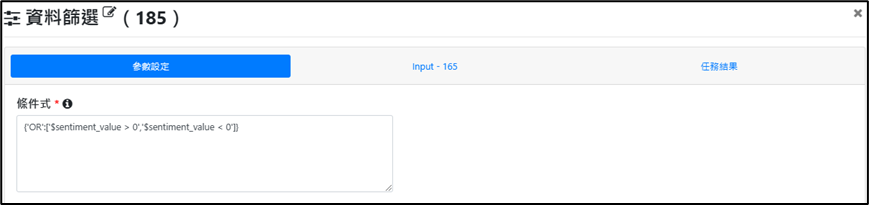 資料篩選 ( 185 )
參數設定 Input - 165 任務結果
條件式 *
{'OR':['$sentiment_value > 0','$sentiment_value < 0']}